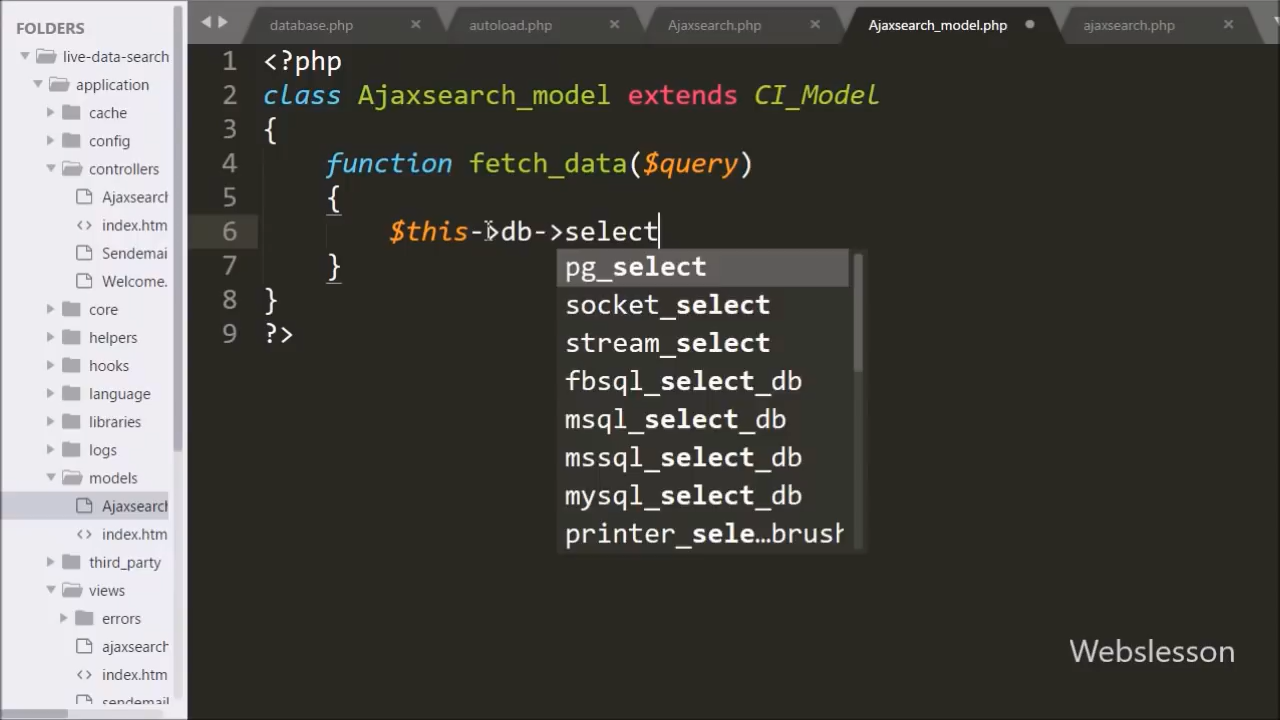 FOLDERS
live-data-search
application
cache
config
controllers
Ajaxsearch
index.htm
Sendemai
Welcome.
core
helpers
hooks
language
libraries
logs
models
Ajaxsearch
index.htm
third_party
views
errors
ajaxsearch
index.htm
sendemail
database.php
autoload.php
Ajaxsearch.php
Ajaxsearch_model.php
ajaxsearch.php
1 <?php
2 class Ajaxsearch_model extends CI_Model
3 {
4 function fetch_data($query)
5 {
6 $this->db->select
7 }
8 }
9 ?>
pg_select
socket_select
stream_select
fbsql_select_db
msql_select_db
mssql_select_db
mysql_select_db
printer_sele…brush
Webslesson